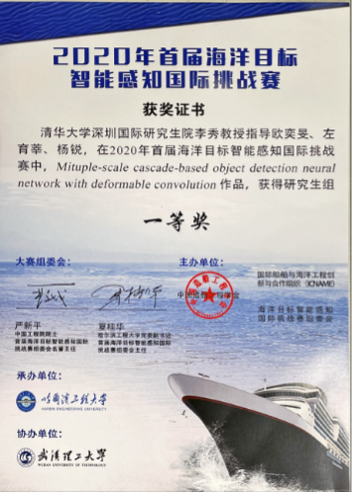 2020年首届海洋目标
智能感知国际挑战赛
获奖证书
清华大学深圳国际研究生院李秀教授指导欧奕旻、左
育莘、杨锐，在2020年首届海洋目标智能感知国际挑战
赛中，Mituple-scale cascade-based object detection neural
network with deformable convolution 作品，获得研究生组
一等奖
大赛组委会：
主办单位：
国际船舶与海洋工程创
新与合作组织（ICNAME）
海洋目标智能感知
国际挑战赛组委会
严新平
中国工程院院士
首届海洋目标智能感知国际
挑战赛组委会名誉主任
夏桂华
哈尔滨工程大学党委副书记
首届海洋目标智能感知国际
挑战赛组委会主任
承办单位：
哈尔滨工程大学
HARBIN ENGINEERING UNIVERSITY
协办单位：
武汉理工大学
WUHAN UNIVERSITY OF TECHNOLOGY